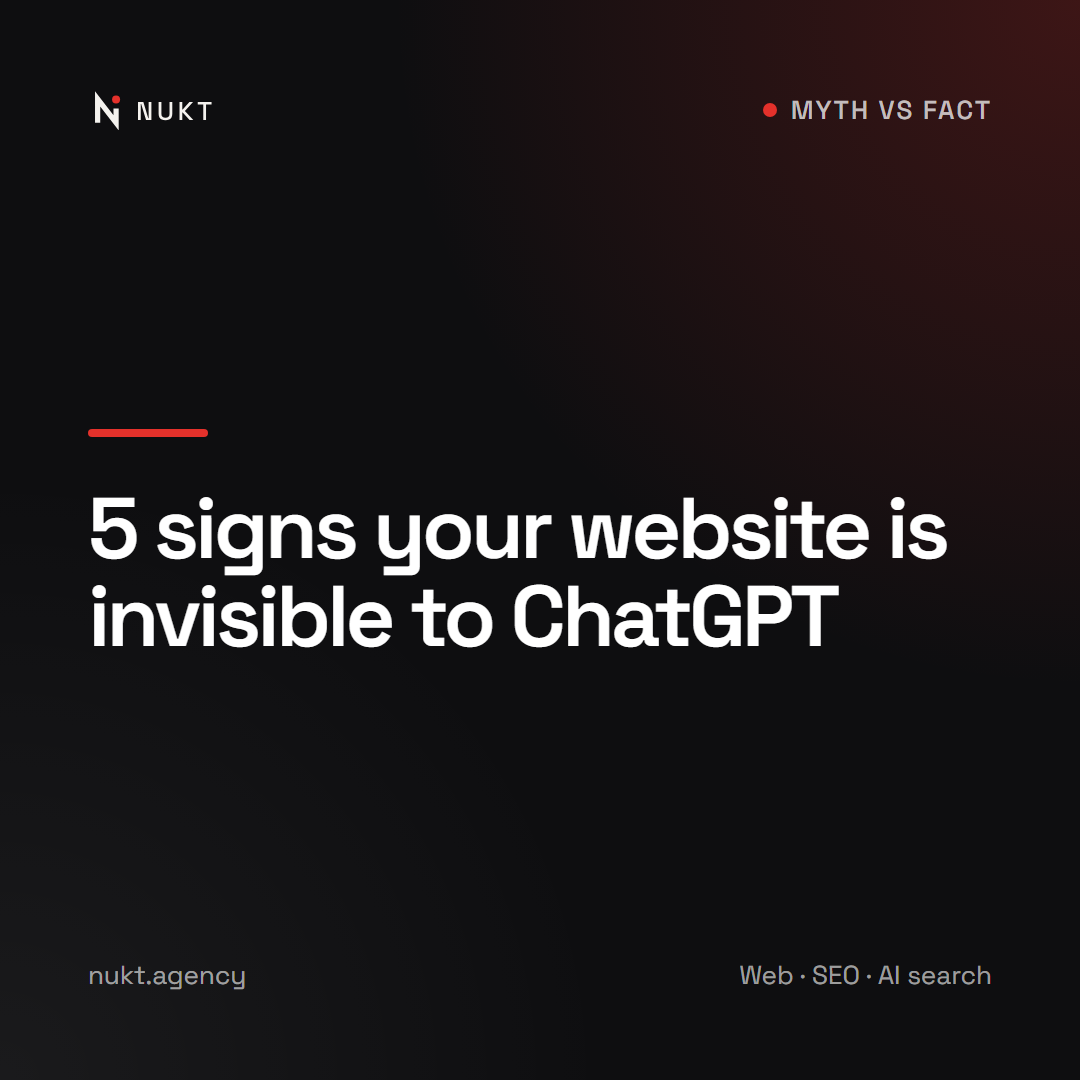 NUKT
MYTH VS FACT
5 signs your website is
invisible to ChatGPT
nukt.agency
Web · SEO · AI search